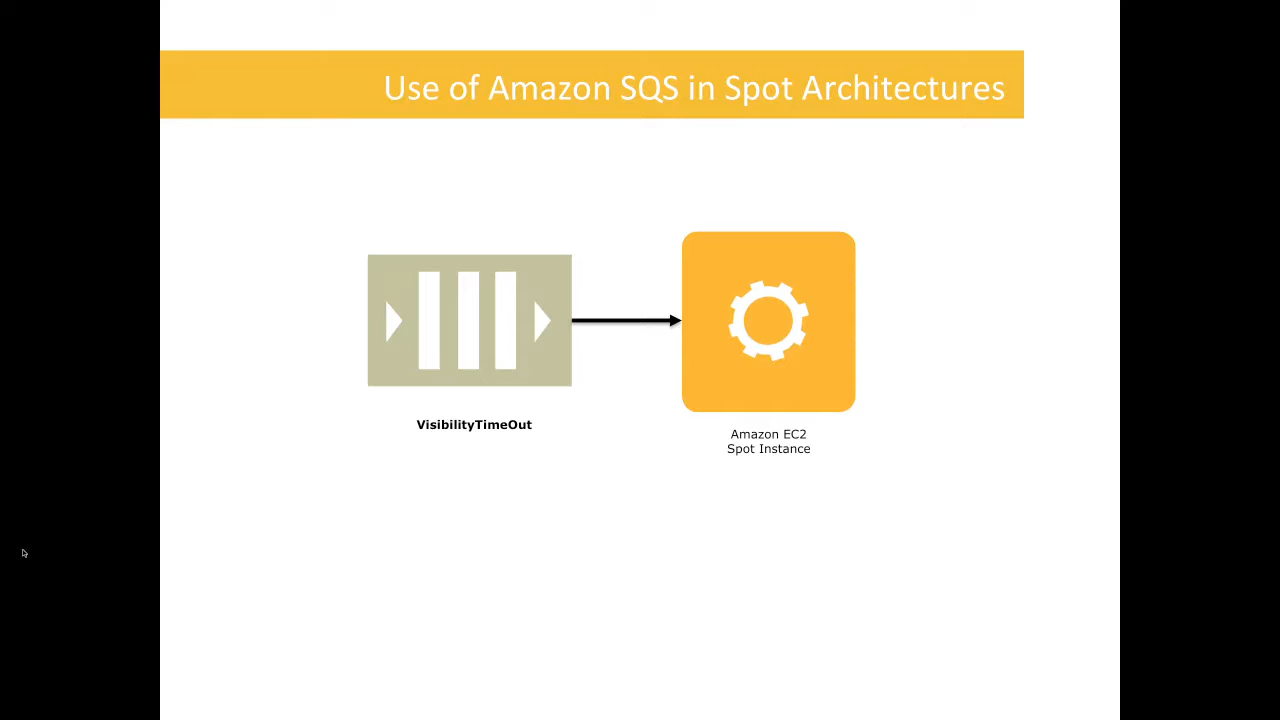 Use of Amazon SQS in Spot Architectures
VisibilityTimeOut
Amazon EC2
Spot Instance